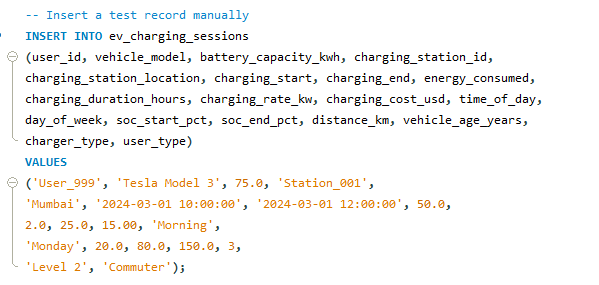 -- Insert a test record manually
INSERT INTO ev_charging_sessions
(user_id, vehicle_model, battery_capacity_kwh, charging_station_id,
charging_station_location, charging_start, charging_end, energy_consumed,
charging_duration_hours, charging_rate_kw, charging_cost_usd, time_of_day,
day_of_week, soc_start_pct, soc_end_pct, distance_km, vehicle_age_years,
charger_type, user_type)
VALUES
('User_999', 'Tesla Model 3', 75.0, 'Station_001',
'Mumbai', '2024-03-01 10:00:00', '2024-03-01 12:00:00', 50.0,
2.0, 25.0, 15.00, 'Morning',
'Monday', 20.0, 80.0, 150.0, 3,
'Level 2', 'Commuter');